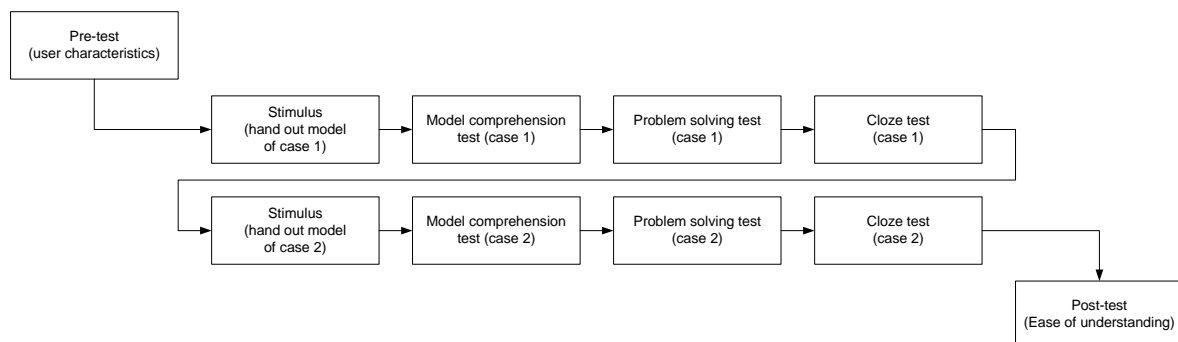 Pre-test
(user characteristics)
Stimulus
(hand out model
of case 1)
Model comprehension
test (case 1)
Problem solving test
(case 1)
Cloze test
(case 1)
Stimulus
(hand out model
of case 2)
Model comprehension
test (case 2)
Problem solving test
(case 2)
Cloze test
(case 2)
Post-test
(Ease of understanding)